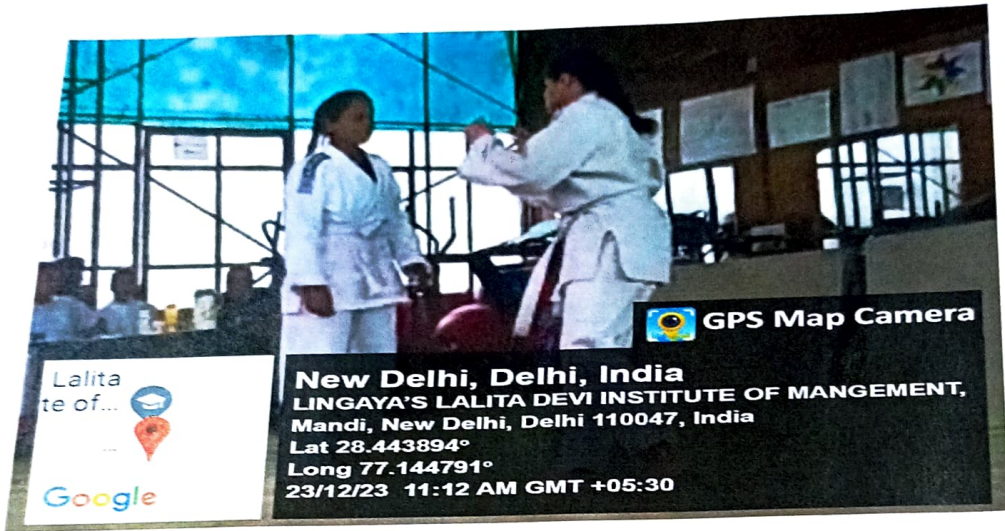 GPS Map Camera
Lalita
te of...
...
Google
New Delhi, Delhi, India
LINGAYA'S LALITA DEVI INSTITUTE OF MANGEMENT,
Mandi, New Delhi, Delhi 110047, India
Lat 28.443894°
Long 77.144791°
23/12/23 11:12 AM GMT +05:30